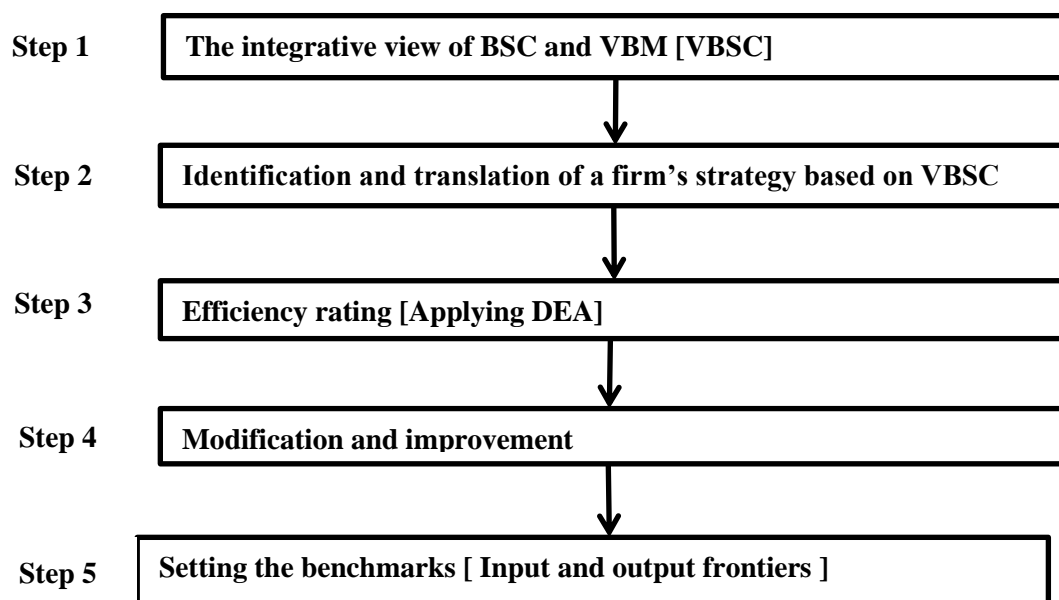 Step 1 The integrative view of BSC and VBM [VBSC]
Step 2 Identification and translation of a firm’s strategy based on VBSC
Step 3 Efficiency rating [Applying DEA]
Step 4 Modification and improvement
Step 5 Setting the benchmarks [ Input and output frontiers ]